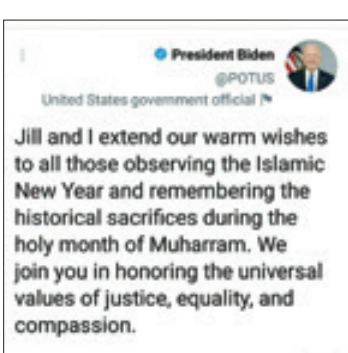 President Biden
@POTUS
United States government official
Jill and I extend our warm wishes
to all those observing the Islamic
New Year and remembering the
historical sacrifices during the
holy month of Muharram. We
join you in honoring the universal
values of justice, equality, and
compassion.